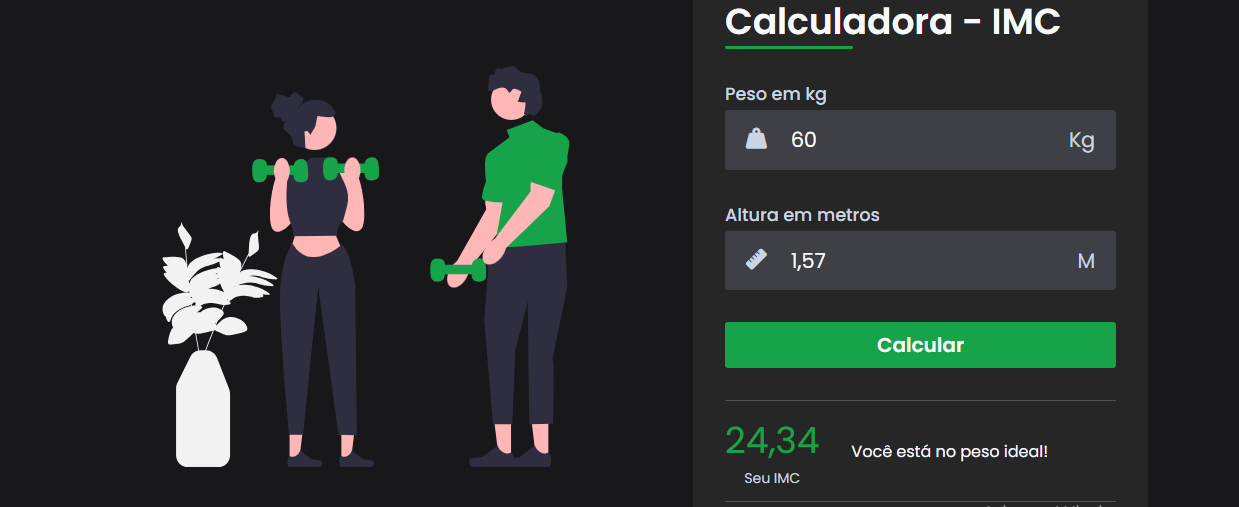 Calculadora - IMC
Peso em kg
60 Kg
Altura em metros
1,57 M
Calcular
24,34
Você está no peso ideal!
Seu IMC